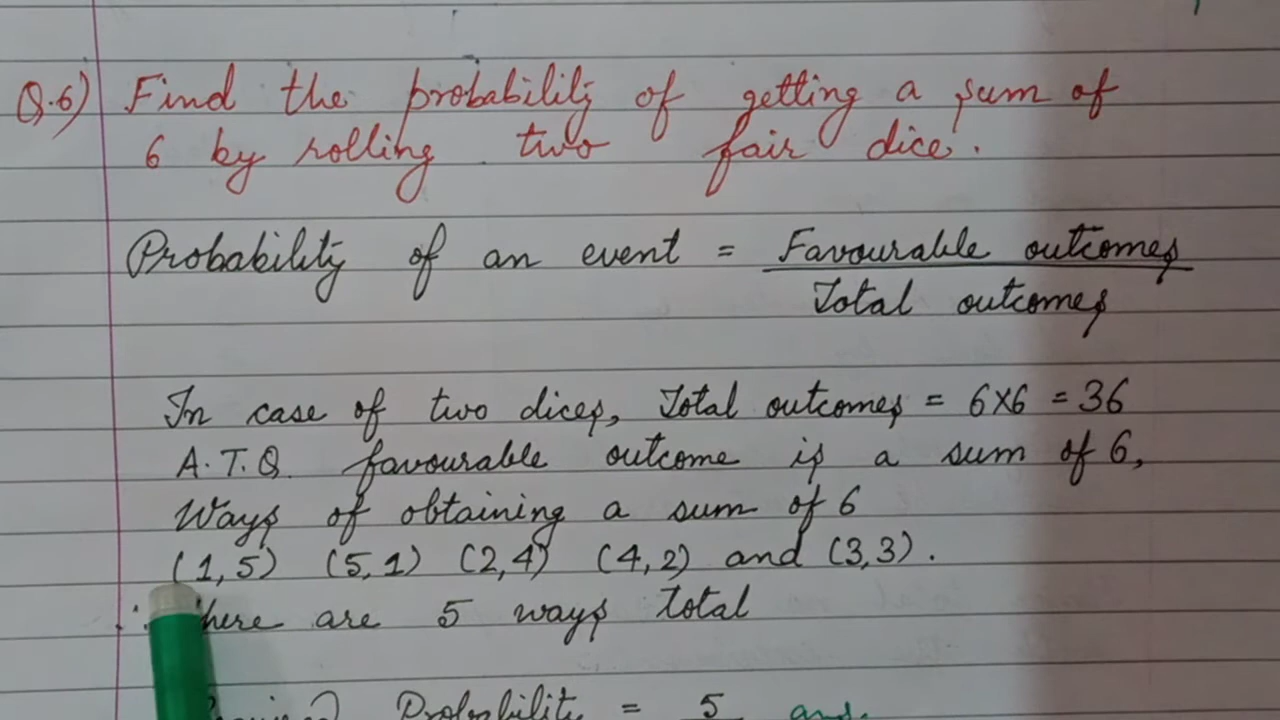 Q.6) Find the probability of getting a sum of
6 by rolling two fair dice.
Probability of an event = Favourable outcomes
Total outcomes
In case of two dices, Total outcomes = 6×6 = 36
A.T.Q. favourable outcome is a sum of 6,
Ways of obtaining a sum of 6
(1,5) (5,1) (2,4) (4,2) and (3,3).
here are 5 ways total
Probability = 5 ans.